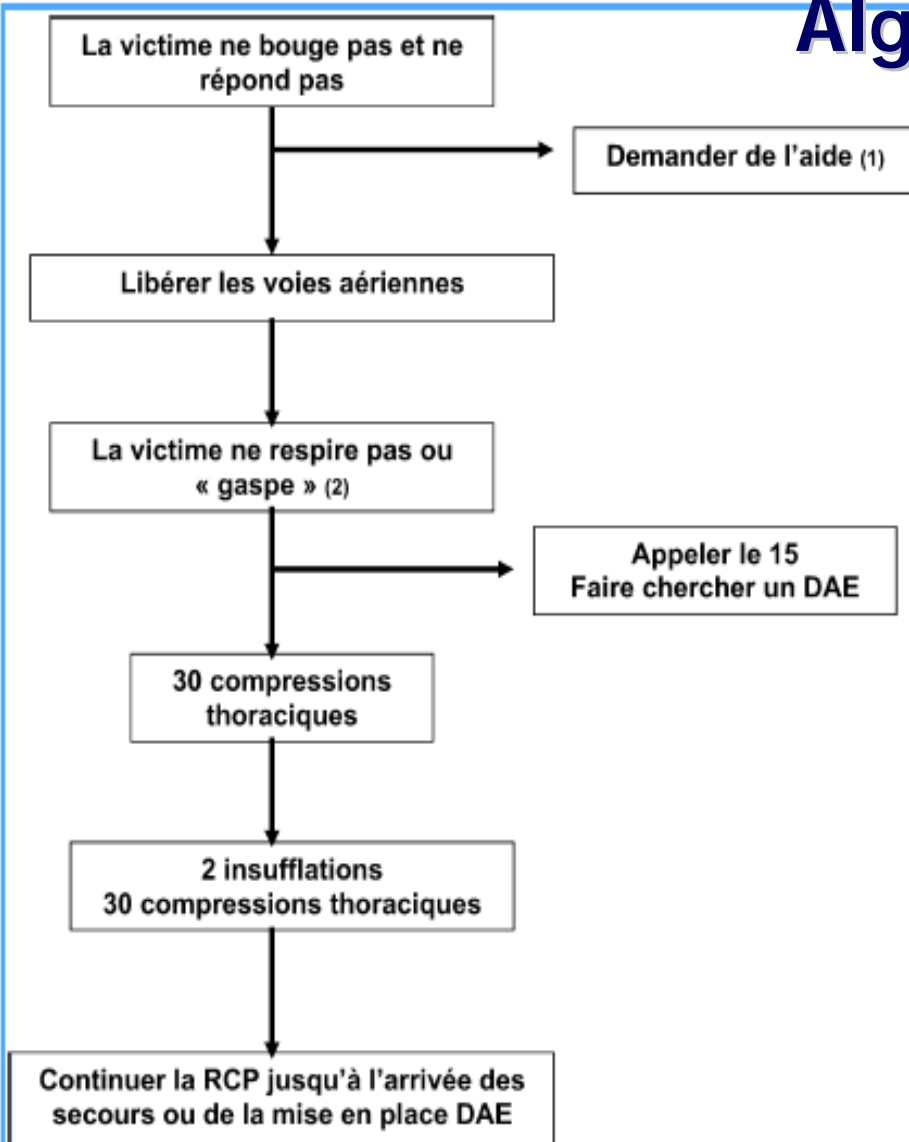 Alg
La victime ne bouge pas et ne
répond pas
Demander de l'aide (1)
Libérer les voies aériennes
La victime ne respire pas ou
« gaspe » (2)
Appeler le 15
Faire chercher un DAE
30 compressions
thoraciques
2 insufflations
30 compressions thoraciques
Continuer la RCP jusqu'à l'arrivée des
secours ou de la mise en place DAE